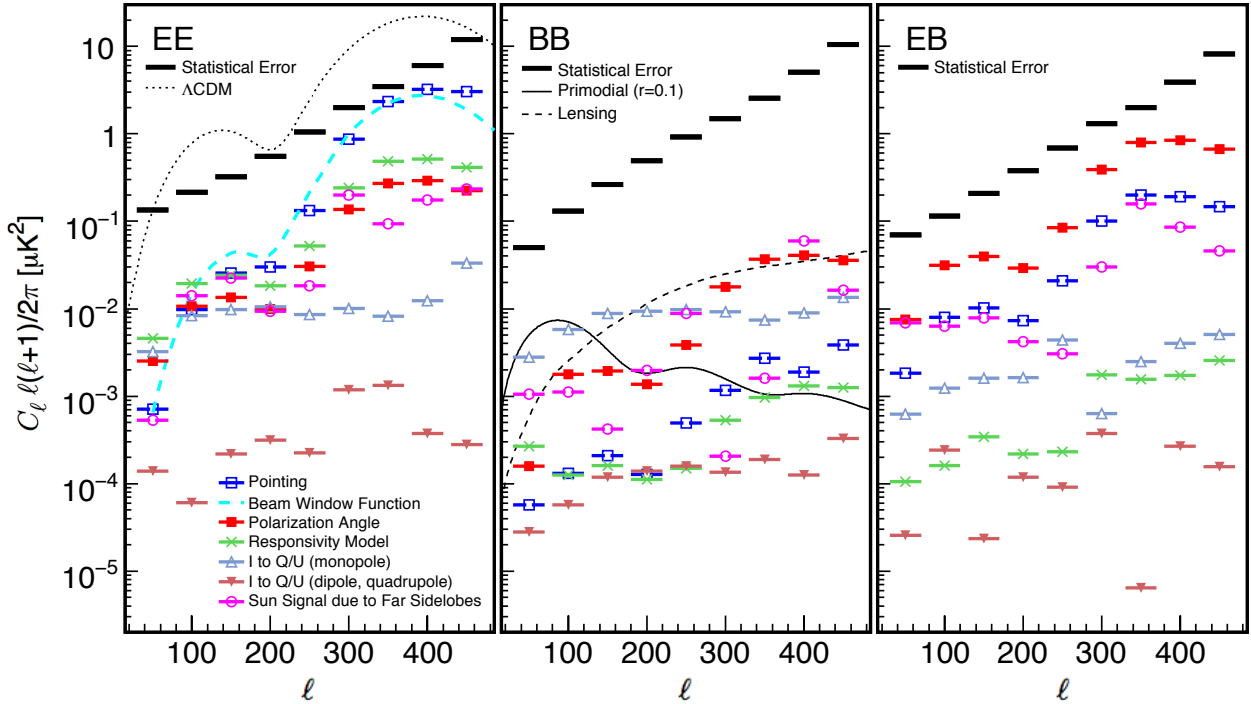 EE
Statistical Error
ΛCDM
BB
Statistical Error
Primodial (r=0.1)
Lensing
EB
Statistical Error
C_ℓ ℓ(ℓ+1)/2π [μK²]
10
1
10⁻¹
10⁻²
10⁻³
10⁻⁴
10⁻⁵
Pointing
Beam Window Function
Polarization Angle
Responsivity Model
I to Q/U (monopole)
I to Q/U (dipole, quadrupole)
Sun Signal due to Far Sidelobes
100 200 300 400
100 200 300 400
100 200 300 400
ℓ
ℓ
ℓ